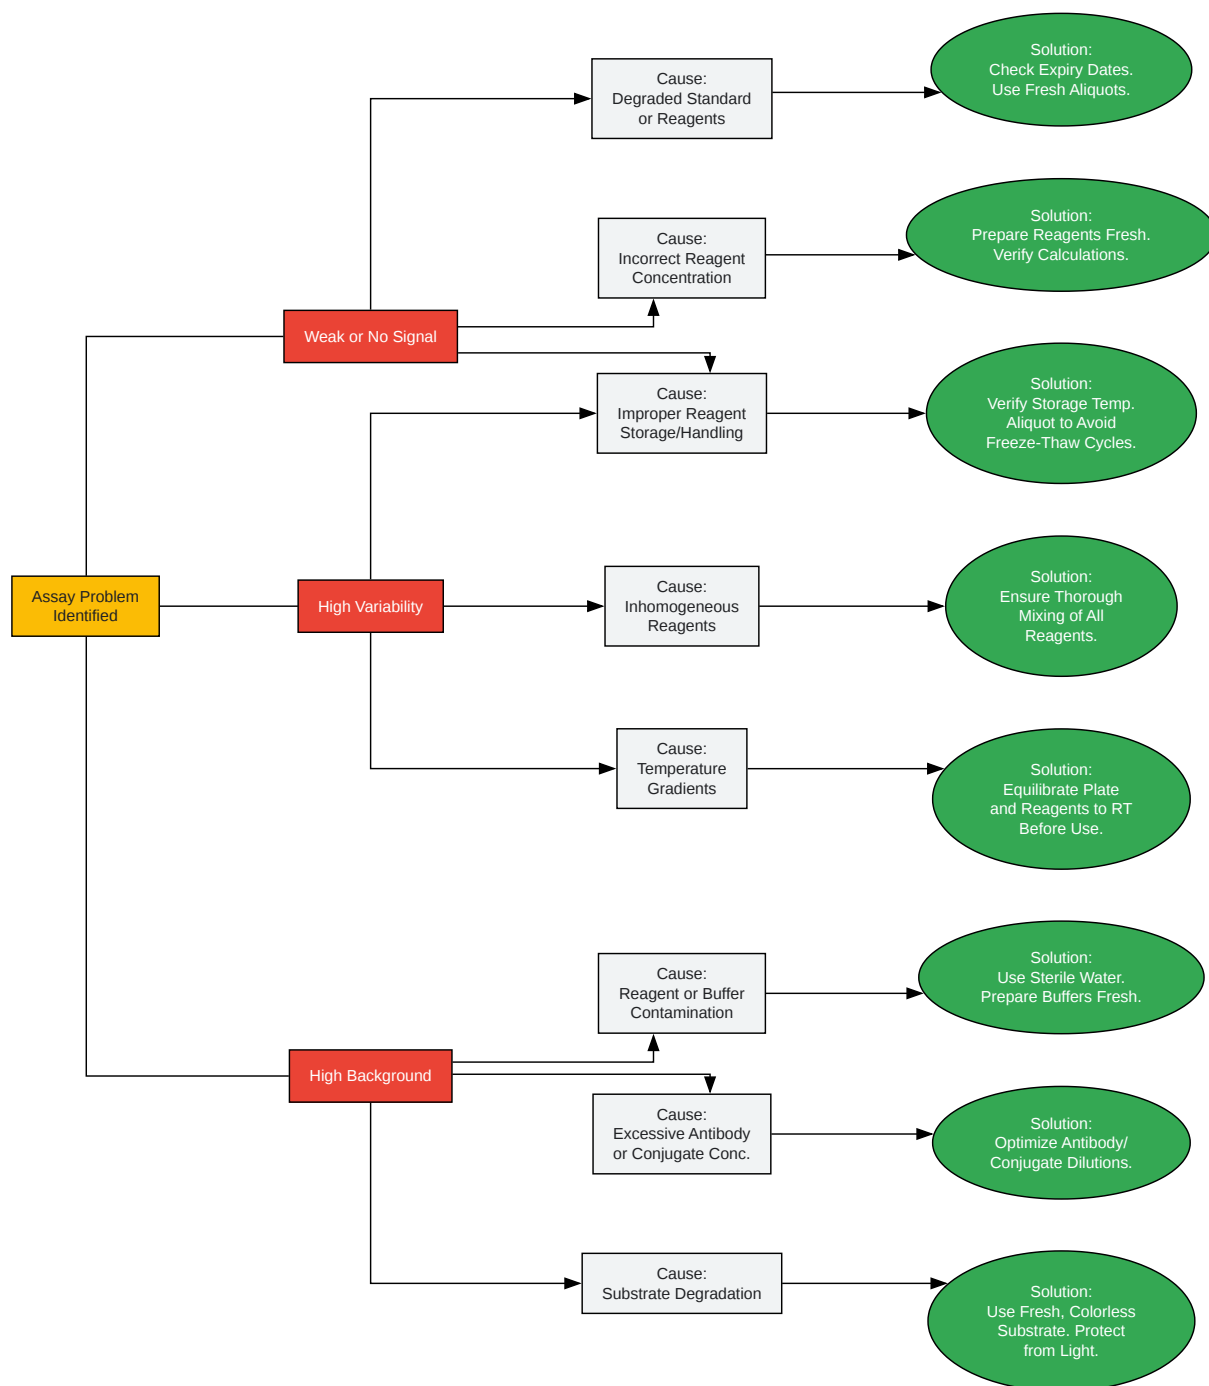 Assay Problem
Identified
Weak or No Signal
High Variability
High Background
Cause:
Degraded Standard
or Reagents
Solution:
Check Expiry Dates.
Use Fresh Aliquots.
Cause:
Incorrect Reagent
Concentration
Solution:
Prepare Reagents Fresh.
Verify Calculations.
Cause:
Improper Reagent
Storage/Handling
Solution:
Verify Storage Temp.
Aliquot to Avoid
Freeze-Thaw Cycles.
Cause:
Inhomogeneous
Reagents
Solution:
Ensure Thorough
Mixing of All
Reagents.
Cause:
Temperature
Gradients
Solution:
Equilibrate Plate
and Reagents to RT
Before Use.
Cause:
Reagent or Buffer
Contamination
Solution:
Use Sterile Water.
Prepare Buffers Fresh.
Cause:
Excessive Antibody
or Conjugate Conc.
Solution:
Optimize Antibody/
Conjugate Dilutions.
Cause:
Substrate Degradation
Solution:
Use Fresh, Colorless
Substrate. Protect
from Light.